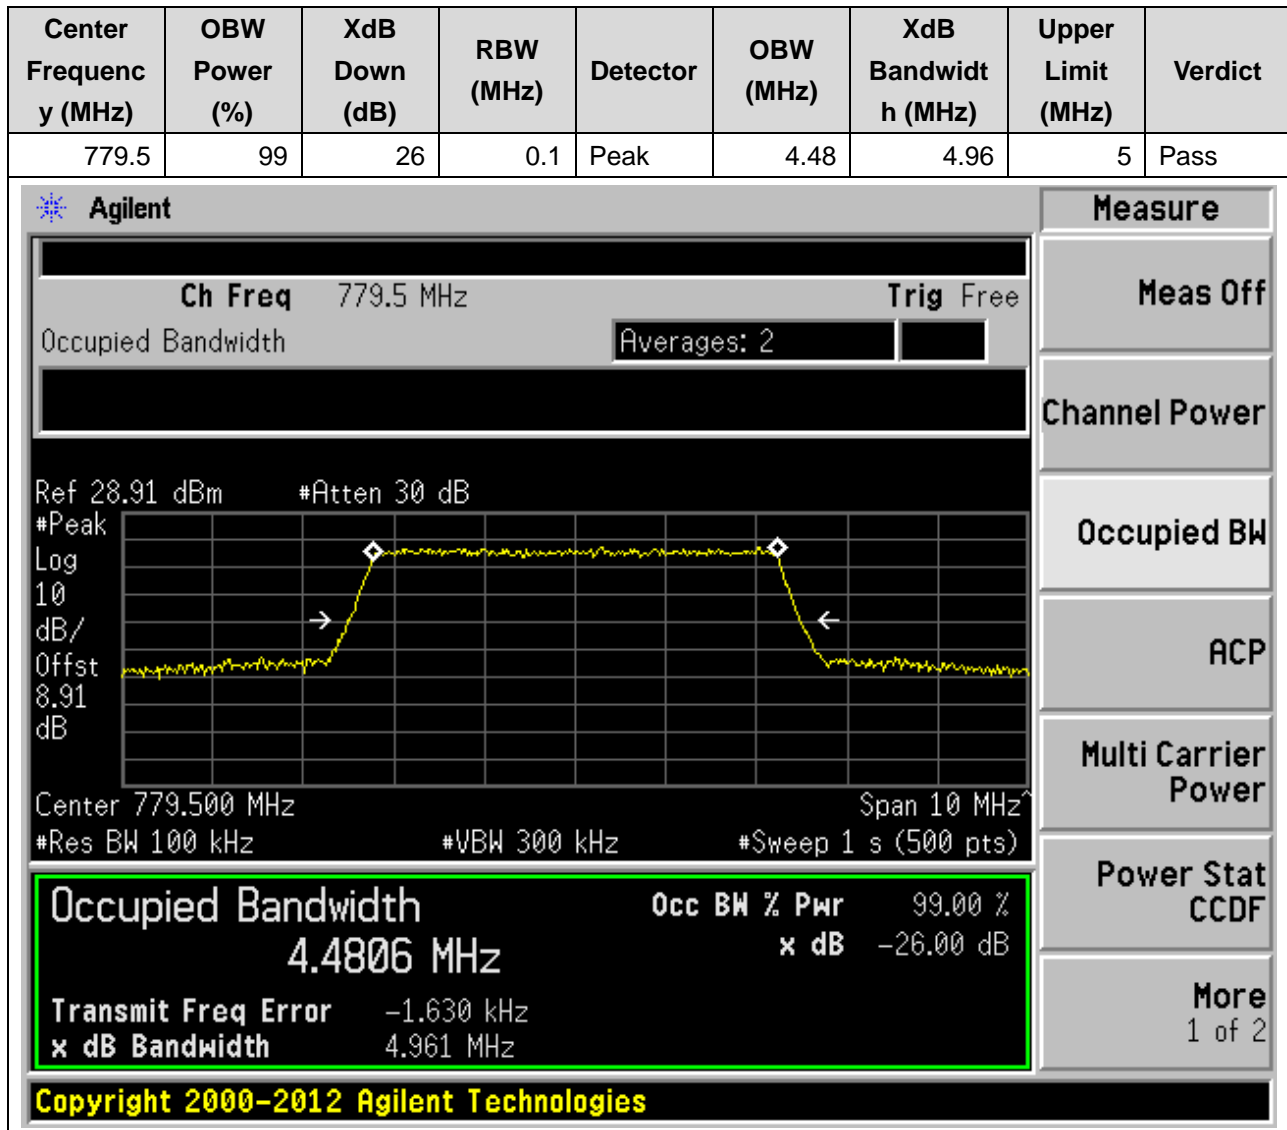 Center Frequenc y (MHz) OBW Power (%) XdB Down (dB) RBW (MHz) Detector OBW (MHz) XdB Bandwidt h (MHz) Upper Limit (MHz) Verdict
779.5 99 26 0.1 Peak 4.48 4.96 5 Pass
Agilent
Measure
Ch Freq 779.5 MHz Trig Free
Meas Off
Occupied Bandwidth Averages: 2
Channel Power
Ref 28.91 dBm #Atten 30 dB
#Peak
Log
10
dB/
Offst
8.91
dB
Occupied BW
ACP
Multi Carrier
Power
Center 779.500 MHz Span 10 MHz^
#Res BW 100 kHz #VBW 300 kHz #Sweep 1 s (500 pts)
Power Stat
CCDF
Occupied Bandwidth Occ BW % Pwr 99.00 %
4.4806 MHz x dB -26.00 dB
Transmit Freq Error -1.630 kHz
x dB Bandwidth 4.961 MHz
More
1 of 2
Copyright 2000-2012 Agilent Technologies